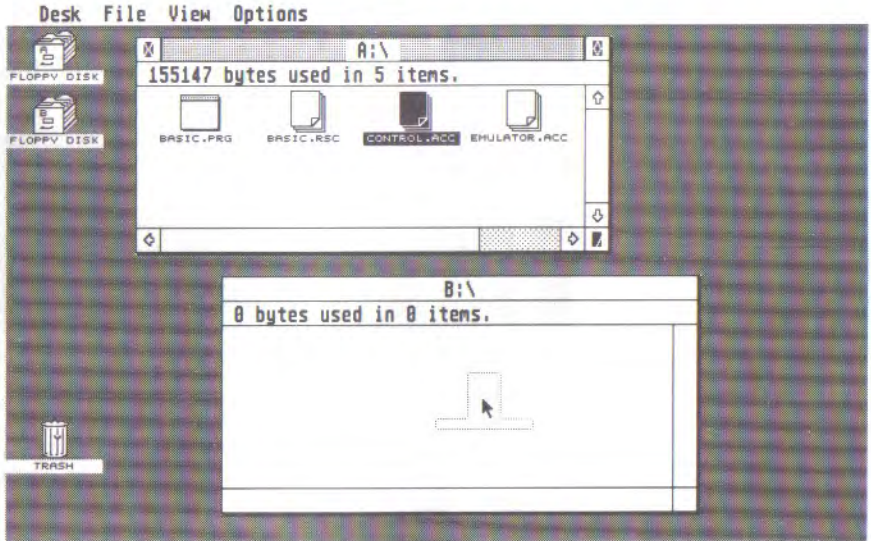 Desk File View Options
A:\
155147 bytes used in 5 items.
FLOPPY DISK
BASIC.PRG BASIC.RSC CONTROL.ACC EMULATOR.ACC
FLOPPY DISK
B:\
0 bytes used in 0 items.
TRASH